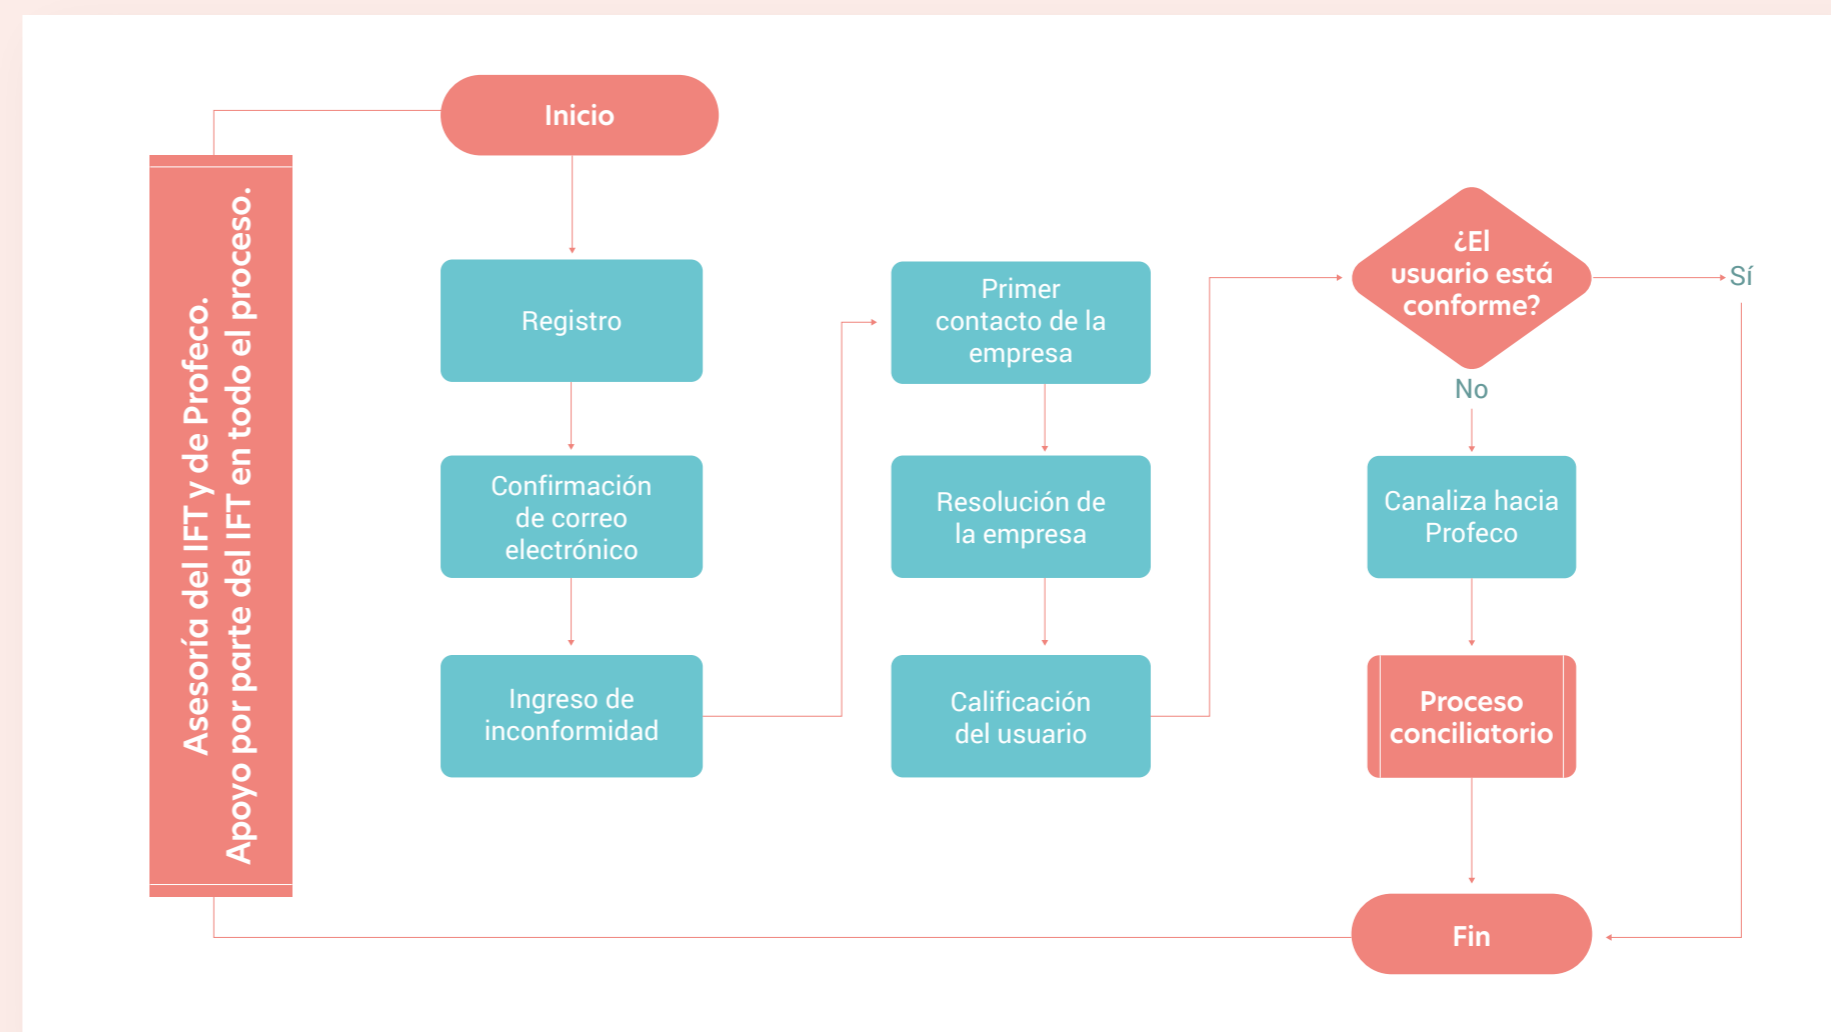 Inicio
Asesoría del IFT y de Profeco.
Apoyo por parte del IFT en todo el proceso.
Registro
Confirmación
de correo
electrónico
Ingreso de
inconformidad
Primer
contacto de la
empresa
Resolución de
la empresa
Calificación
del usuario
¿El
usuario está
conforme?
Sí
No
Canaliza hacia
Profeco
Proceso
conciliatorio
Fin